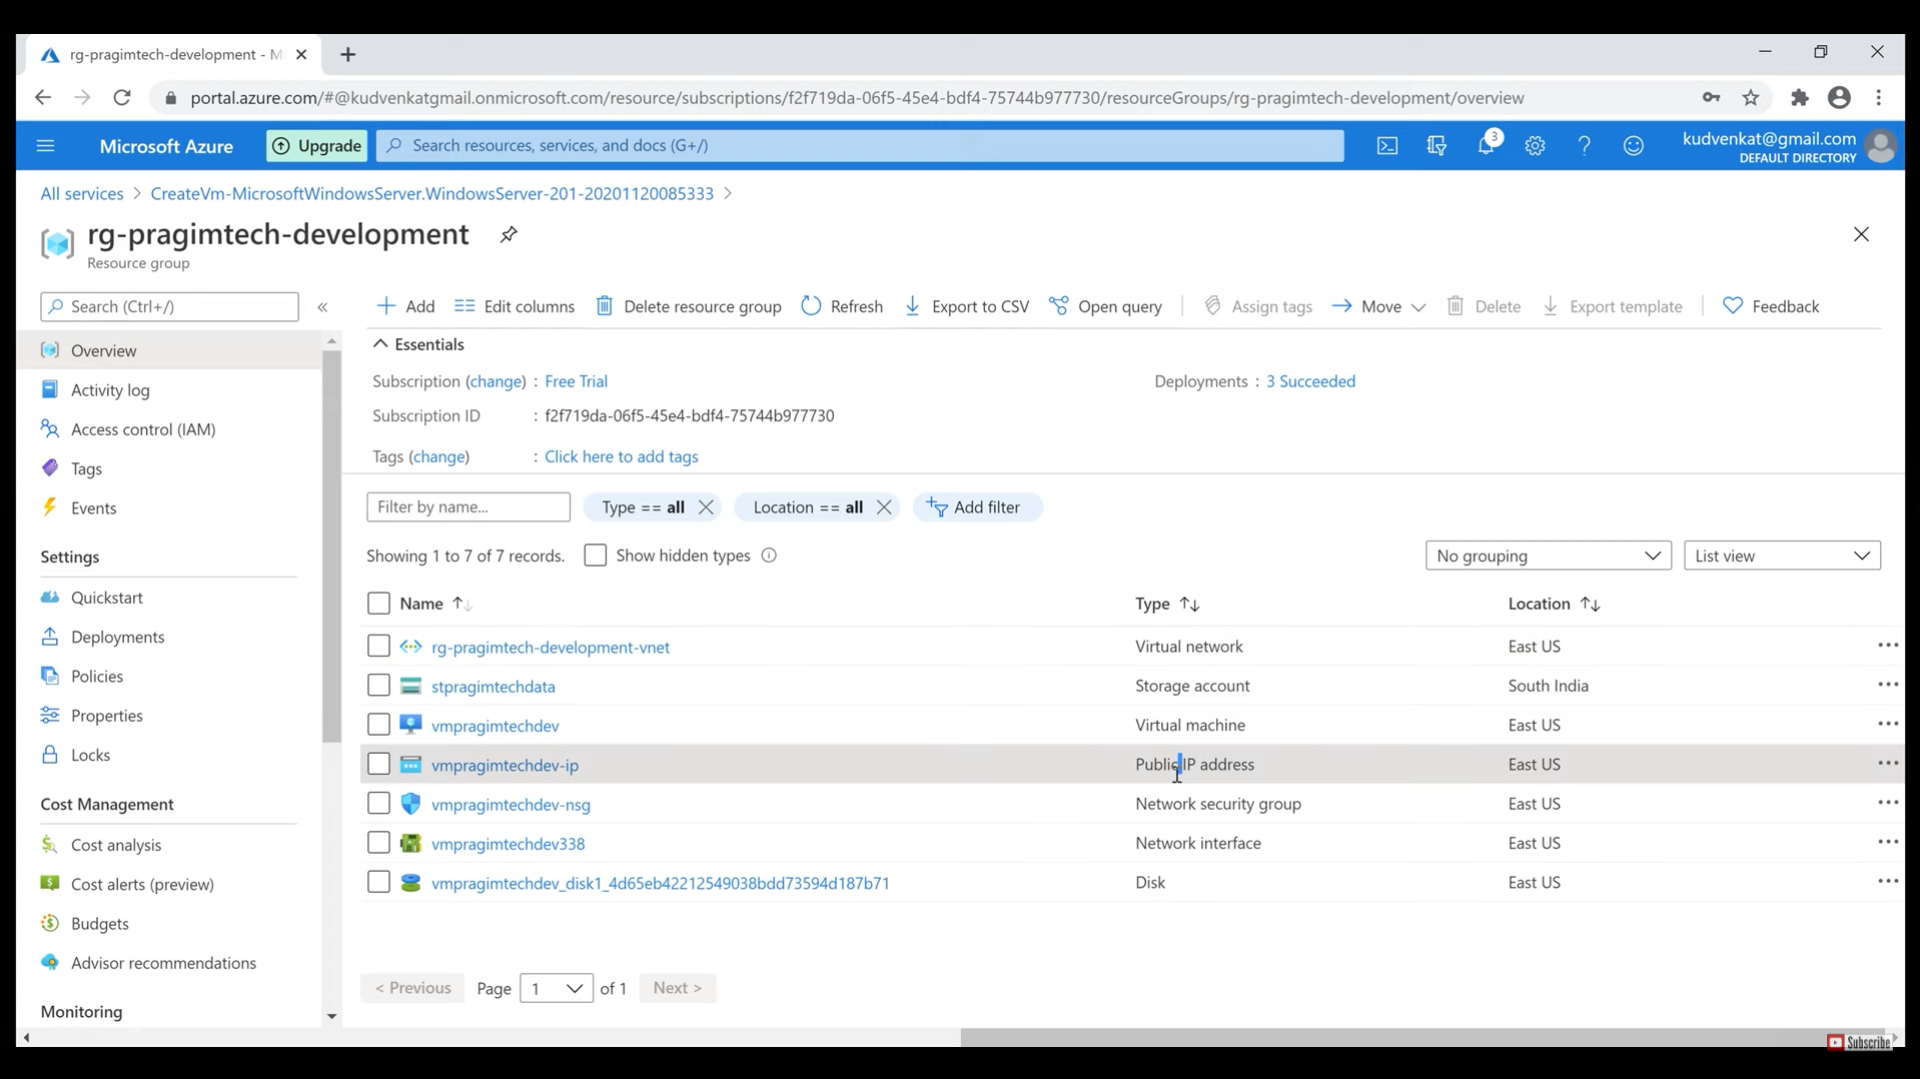 rg-pragimtech-development - M
portal.azure.com/#@kudvenkatgmail.onmicrosoft.com/resource/subscriptions/f2f719da-06f5-45e4-bdf4-75744b977730/resourceGroups/rg-pragimtech-development/overview
Microsoft Azure
Upgrade
Search resources, services, and docs (G+/)
3
kudvenkat@gmail.com
DEFAULT DIRECTORY
All services > CreateVm-MicrosoftWindowsServer.WindowsServer-201-20201120085333 >
rg-pragimtech-development
Resource group
Search (Ctrl+/)
Overview
Activity log
Access control (IAM)
Tags
Events
Settings
Quickstart
Deployments
Policies
Properties
Locks
Cost Management
Cost analysis
Cost alerts (preview)
Budgets
Advisor recommendations
Monitoring
Add
Edit columns
Delete resource group
Refresh
Export to CSV
Open query
Assign tags
Move
Delete
Export template
Feedback
Essentials
Subscription (change) : Free Trial
Deployments : 3 Succeeded
Subscription ID : f2f719da-06f5-45e4-bdf4-75744b977730
Tags (change) : Click here to add tags
Filter by name...
Type == all
Location == all
Add filter
Showing 1 to 7 of 7 records.
Show hidden types
No grouping
List view
Name Type Location
rg-pragimtech-development-vnet Virtual network East US
stpragimtechdata Storage account South India
vmpragimtechdev Virtual machine East US
vmpragimtechdev-ip Public IP address East US
vmpragimtechdev-nsg Network security group East US
vmpragimtechdev338 Network interface East US
vmpragimtechdev_disk1_4d65eb42212549038bdd73594d187b71 Disk East US
< Previous Page 1 of 1 Next >
Subscribe